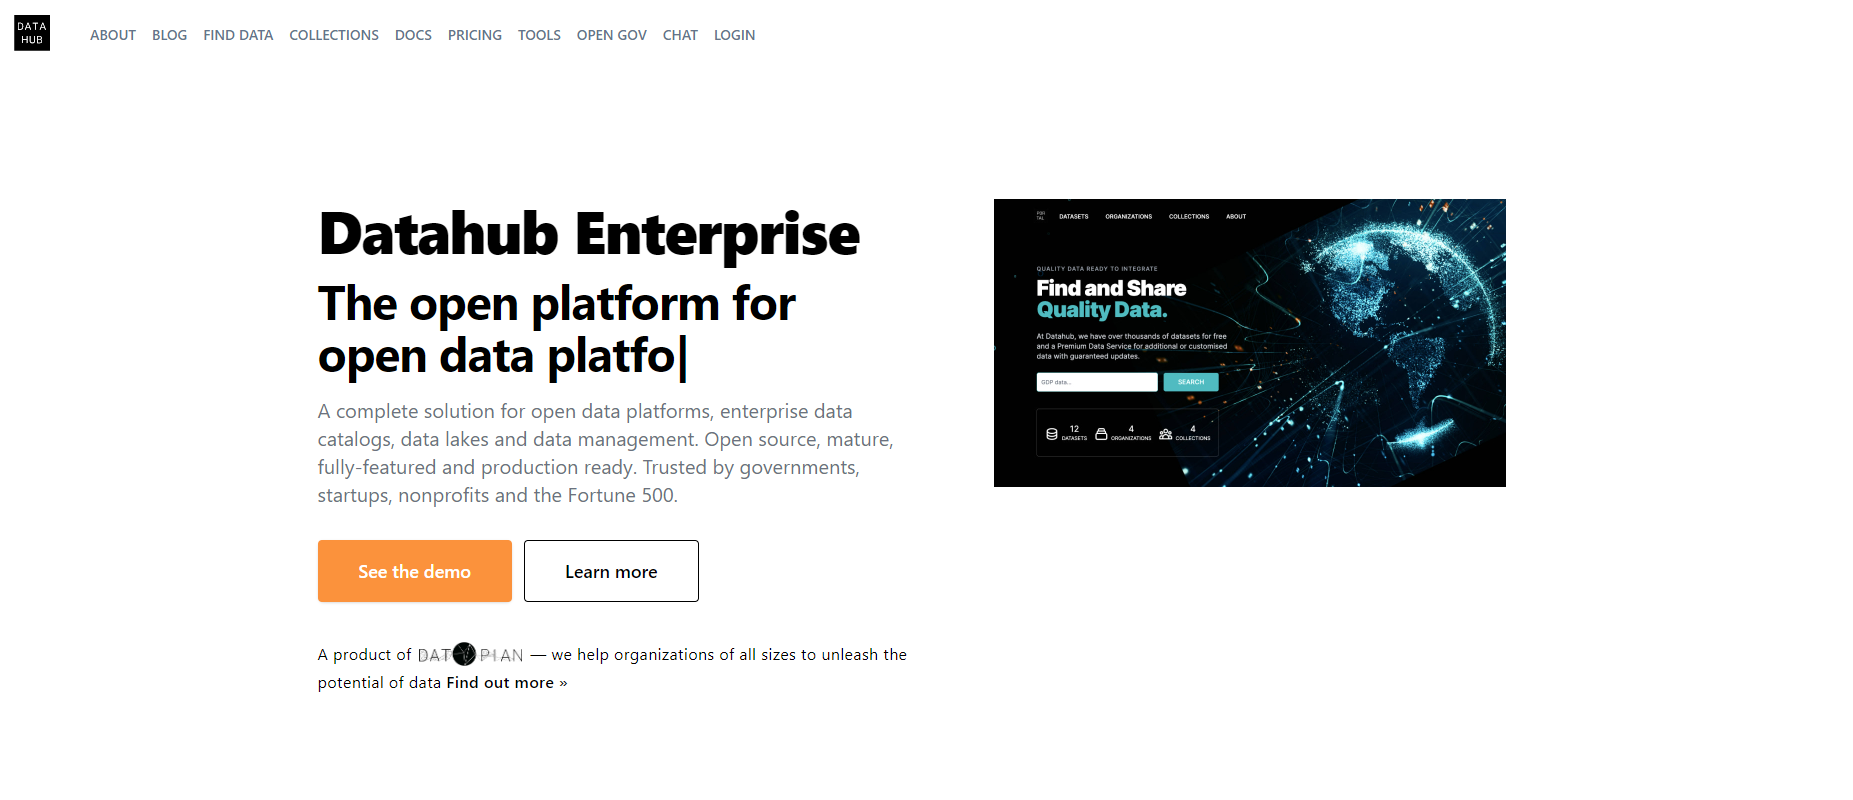 DATA
HUB
ABOUT BLOG FIND DATA COLLECTIONS DOCS PRICING TOOLS OPEN GOV CHAT LOGIN
Datahub Enterprise
The open platform for
open data platfo|
A complete solution for open data platforms, enterprise data
catalogs, data lakes and data management. Open source, mature,
fully-featured and production ready. Trusted by governments,
startups, nonprofits and the Fortune 500.
See the demo Learn more
A product of DATOPIAN — we help organizations of all sizes to unleash the
potential of data Find out more »
POR
TAL
DATASETS ORGANIZATIONS COLLECTIONS ABOUT
QUALITY DATA READY TO INTEGRATE
Find and Share
Quality Data.
At Datahub, we have over thousands of datasets for free
and a Premium Data Service for additional or customised
data with guaranteed updates.
GDP data... SEARCH
12 4 4
DATASETS ORGANIZATIONS COLLECTIONS